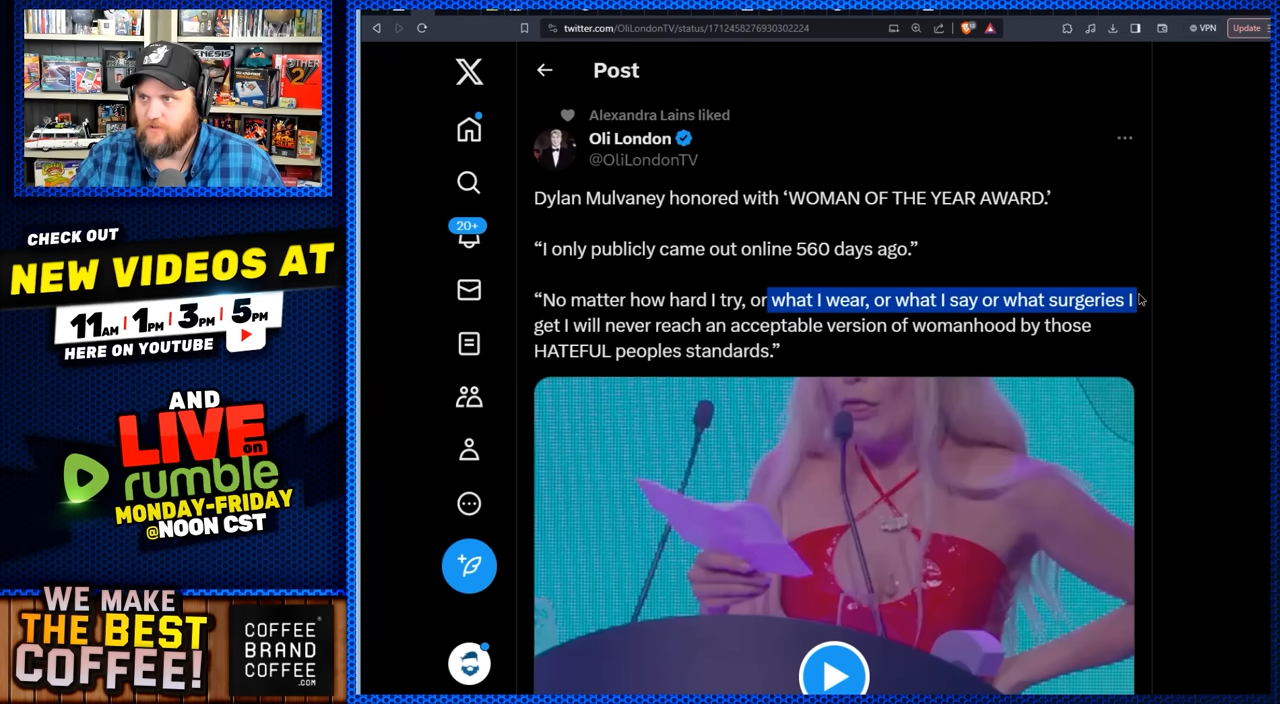 CHECK OUT
NEW VIDEOS AT
11AM | 1PM | 3PM | 5PM
HERE ON YOUTUBE
AND
LIVE on
rumble
MONDAY-FRIDAY
@NOON CST
WE MAKE
THE BEST
COFFEE!
COFFEE
BRAND
COFFEE
.COM
GENESIS
twitter.com/OliLondonTV/status/1712458276930302224
VPN
Update
X
Post
Alexandra Lains liked
Oli London
@OliLondonTV
Dylan Mulvaney honored with ‘WOMAN OF THE YEAR AWARD.’
“I only publicly came out online 560 days ago.”
“No matter how hard I try, or what I wear, or what I say or what surgeries I
get I will never reach an acceptable version of womanhood by those
HATEFUL peoples standards.”
20+